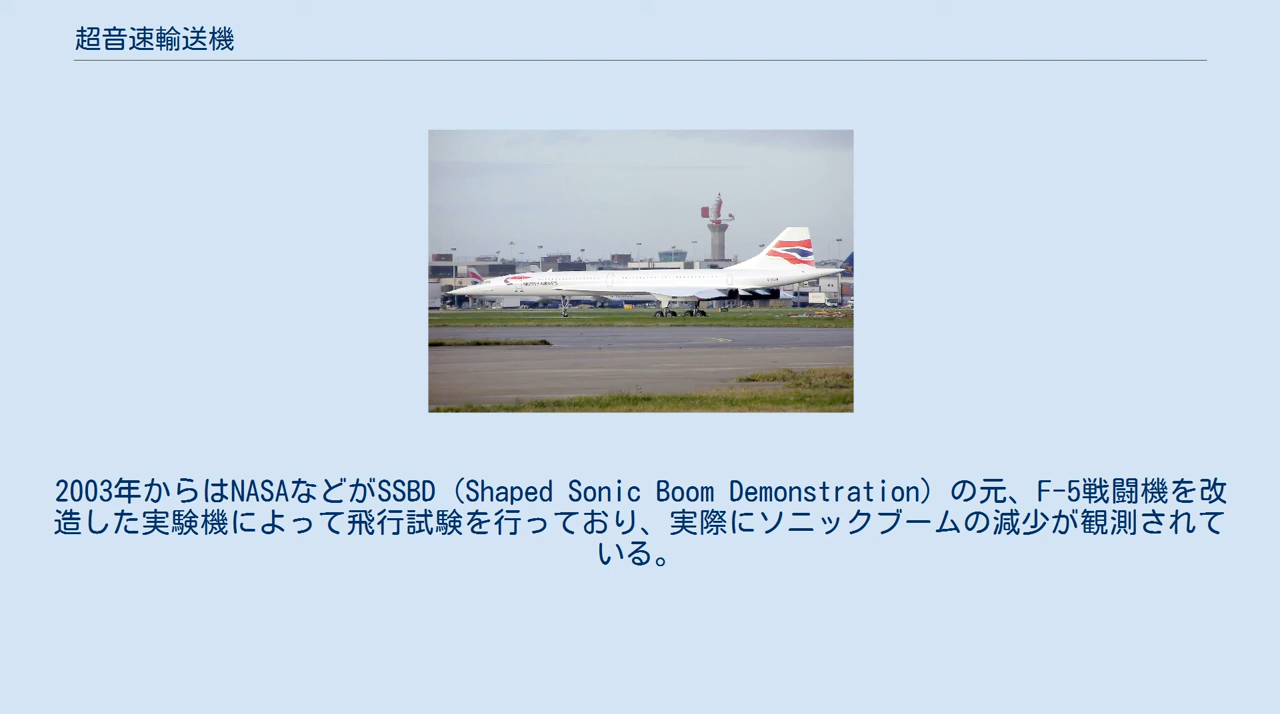 超音速輸送機
2003年からはNASAなどがSSBD（Shaped Sonic Boom Demonstration）の元、F-5戦闘機を改
造した実験機によって飛行試験を行っており、実際にソニックブームの減少が観測されて
いる。